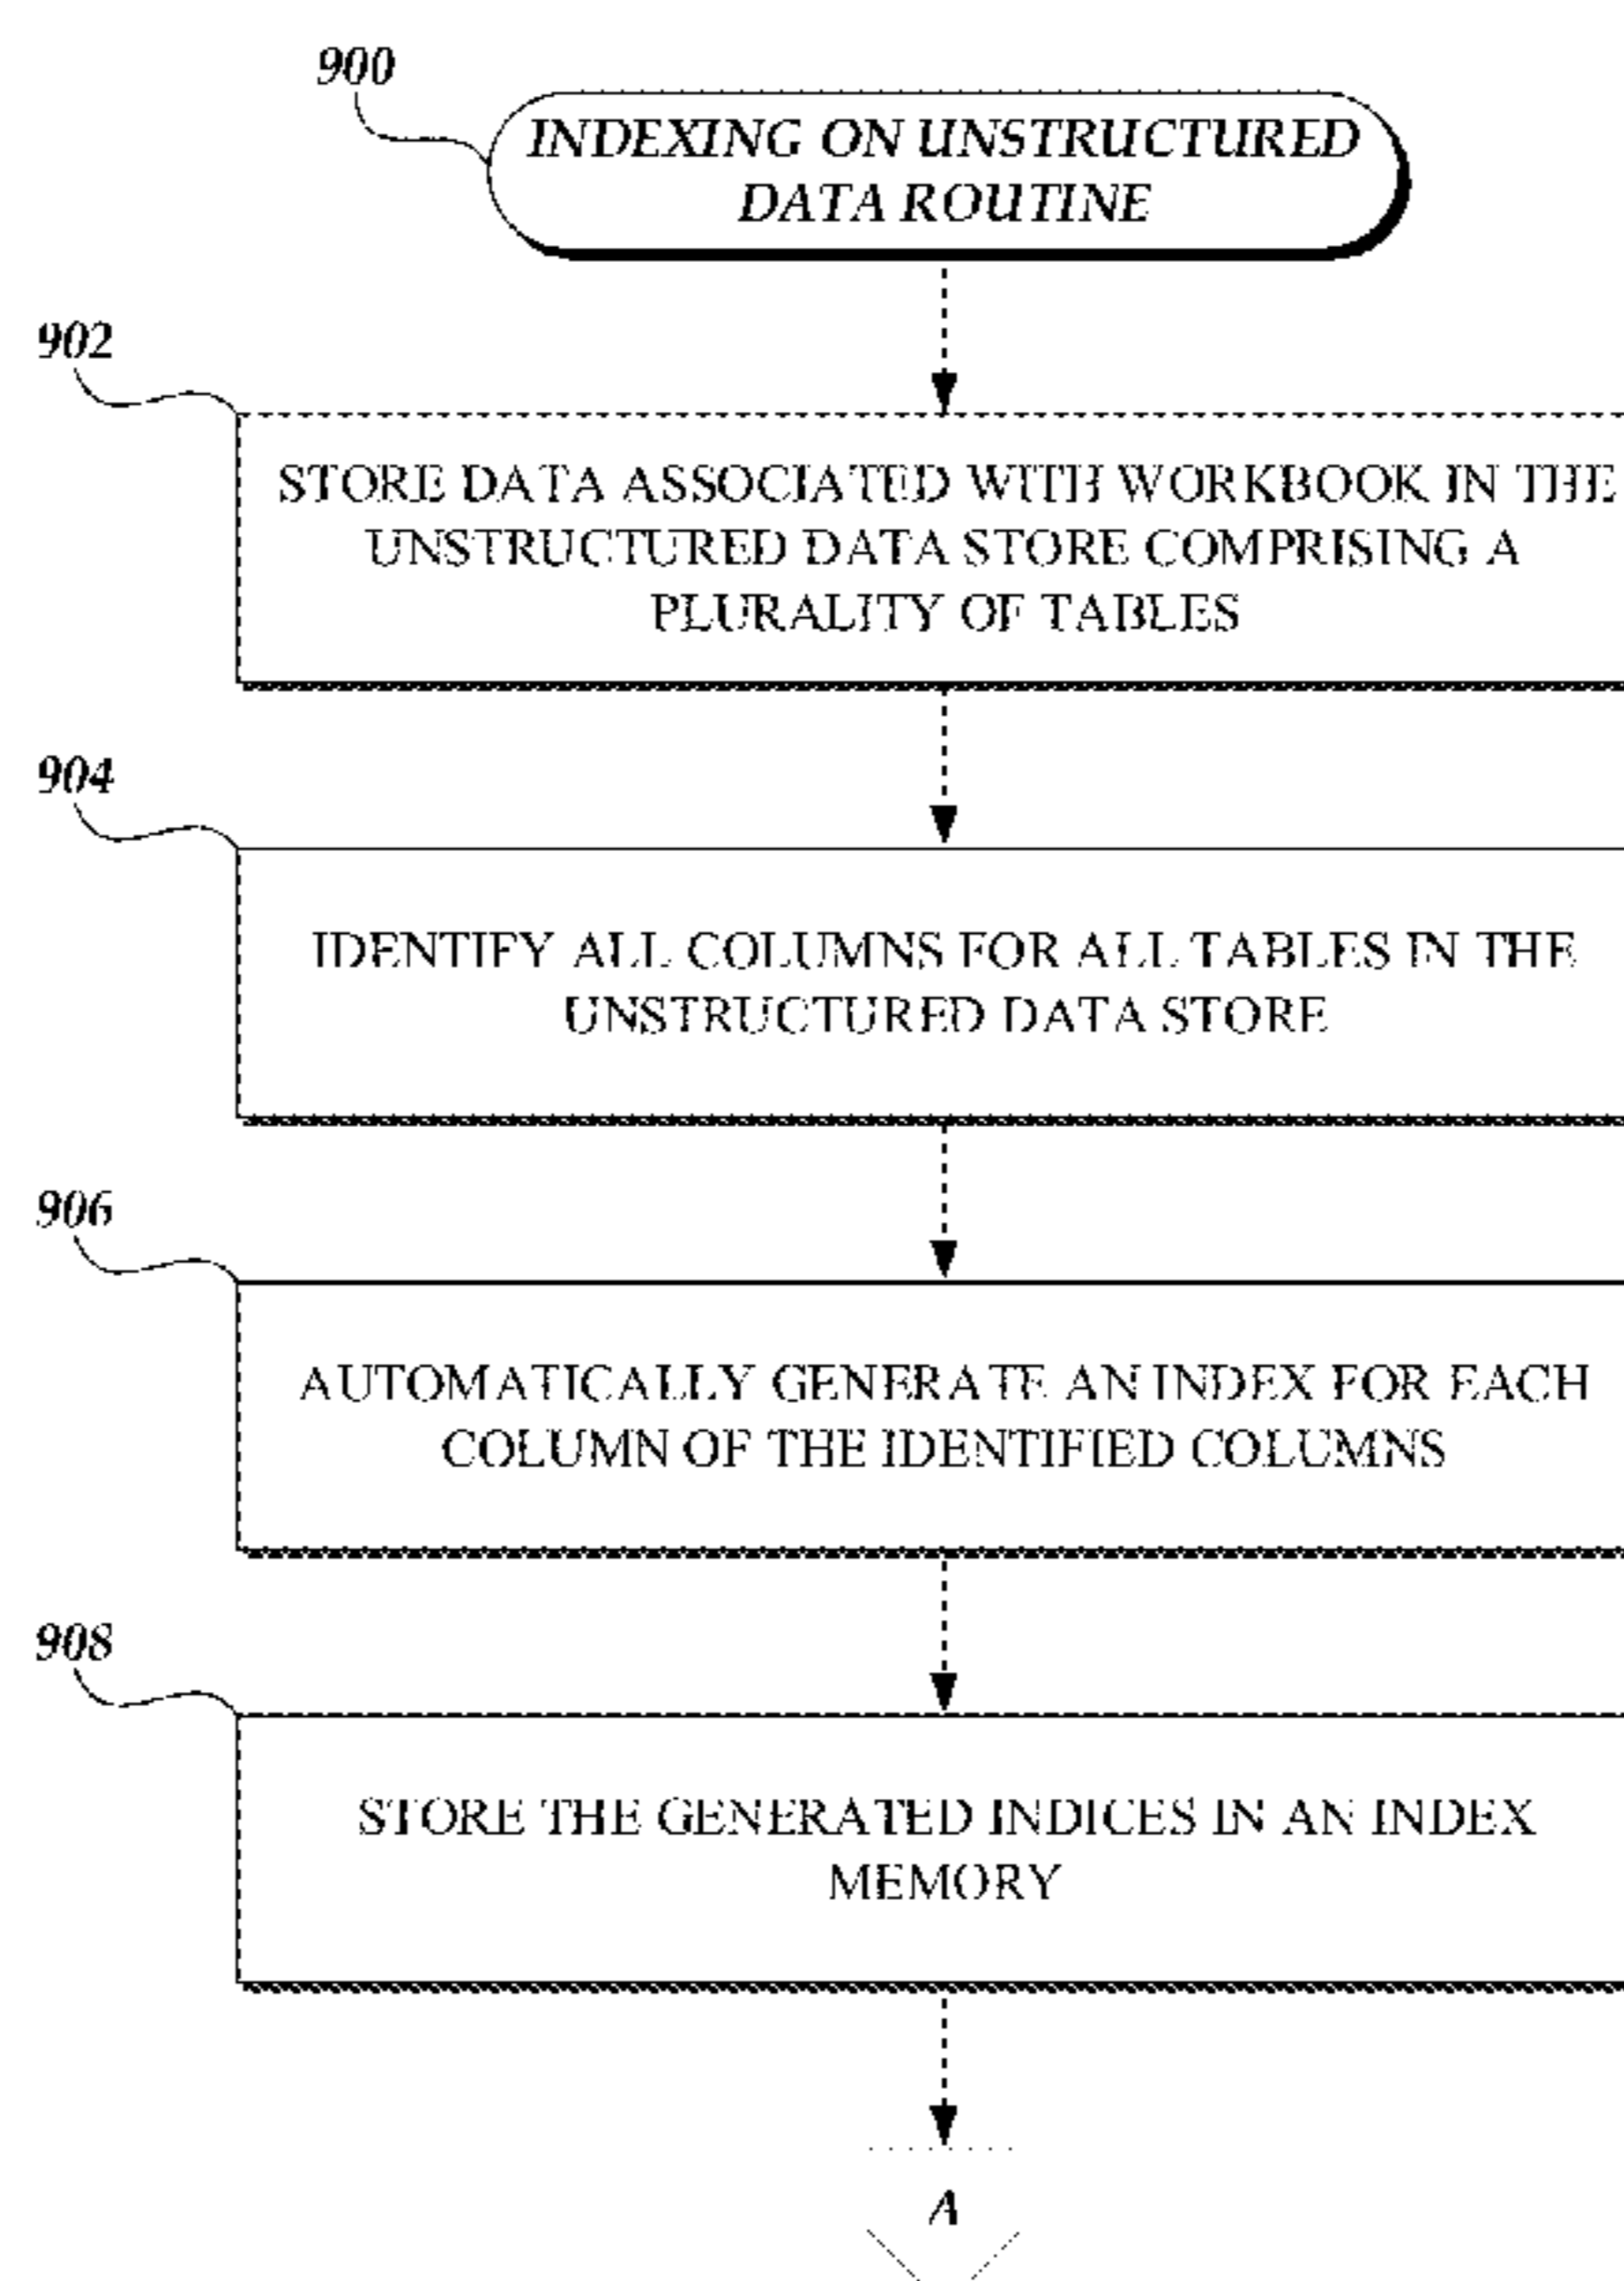 900
INDEXING ON UNSTRUCTURED
DATA ROUTINE
902
STORE DATA ASSOCIATED WITH WORKBOOK IN THE
UNSTRUCTURED DATA STORE COMPRISING A
PLURALITY OF TABLES
904
IDENTIFY ALL COLUMNS FOR ALL TABLES IN THE
UNSTRUCTURED DATA STORE
906
AUTOMATICALLY GENERATE AN INDEX FOR EACH
COLUMN OF THE IDENTIFIED COLUMNS
908
STORE THE GENERATED INDICES IN AN INDEX
MEMORY
A